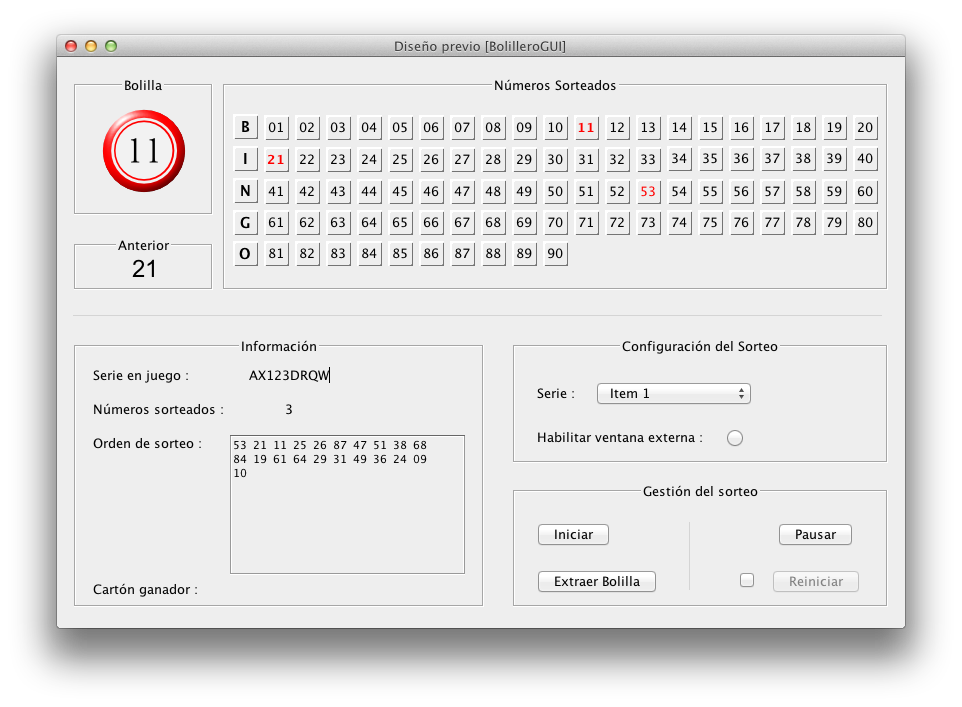 Diseño previo [BolilleroGUI]
Bolilla
11
Anterior
21
Números Sorteados
B 01 02 03 04 05 06 07 08 09 10 11 12 13 14 15 16 17 18 19 20
I 21 22 23 24 25 26 27 28 29 30 31 32 33 34 35 36 37 38 39 40
N 41 42 43 44 45 46 47 48 49 50 51 52 53 54 55 56 57 58 59 60
G 61 62 63 64 65 66 67 68 69 70 71 72 73 74 75 76 77 78 79 80
O 81 82 83 84 85 86 87 88 89 90
Información
Serie en juego : AX123DRQW
Números sorteados : 3
Orden de sorteo :
53 21 11 25 26 87 47 51 38 68
84 19 61 64 29 31 49 36 24 09
10
Cartón ganador :
Configuración del Sorteo
Serie : Item 1
Habilitar ventana externa :
Gestión del sorteo
Iniciar
Pausar
Extraer Bolilla
Reiniciar